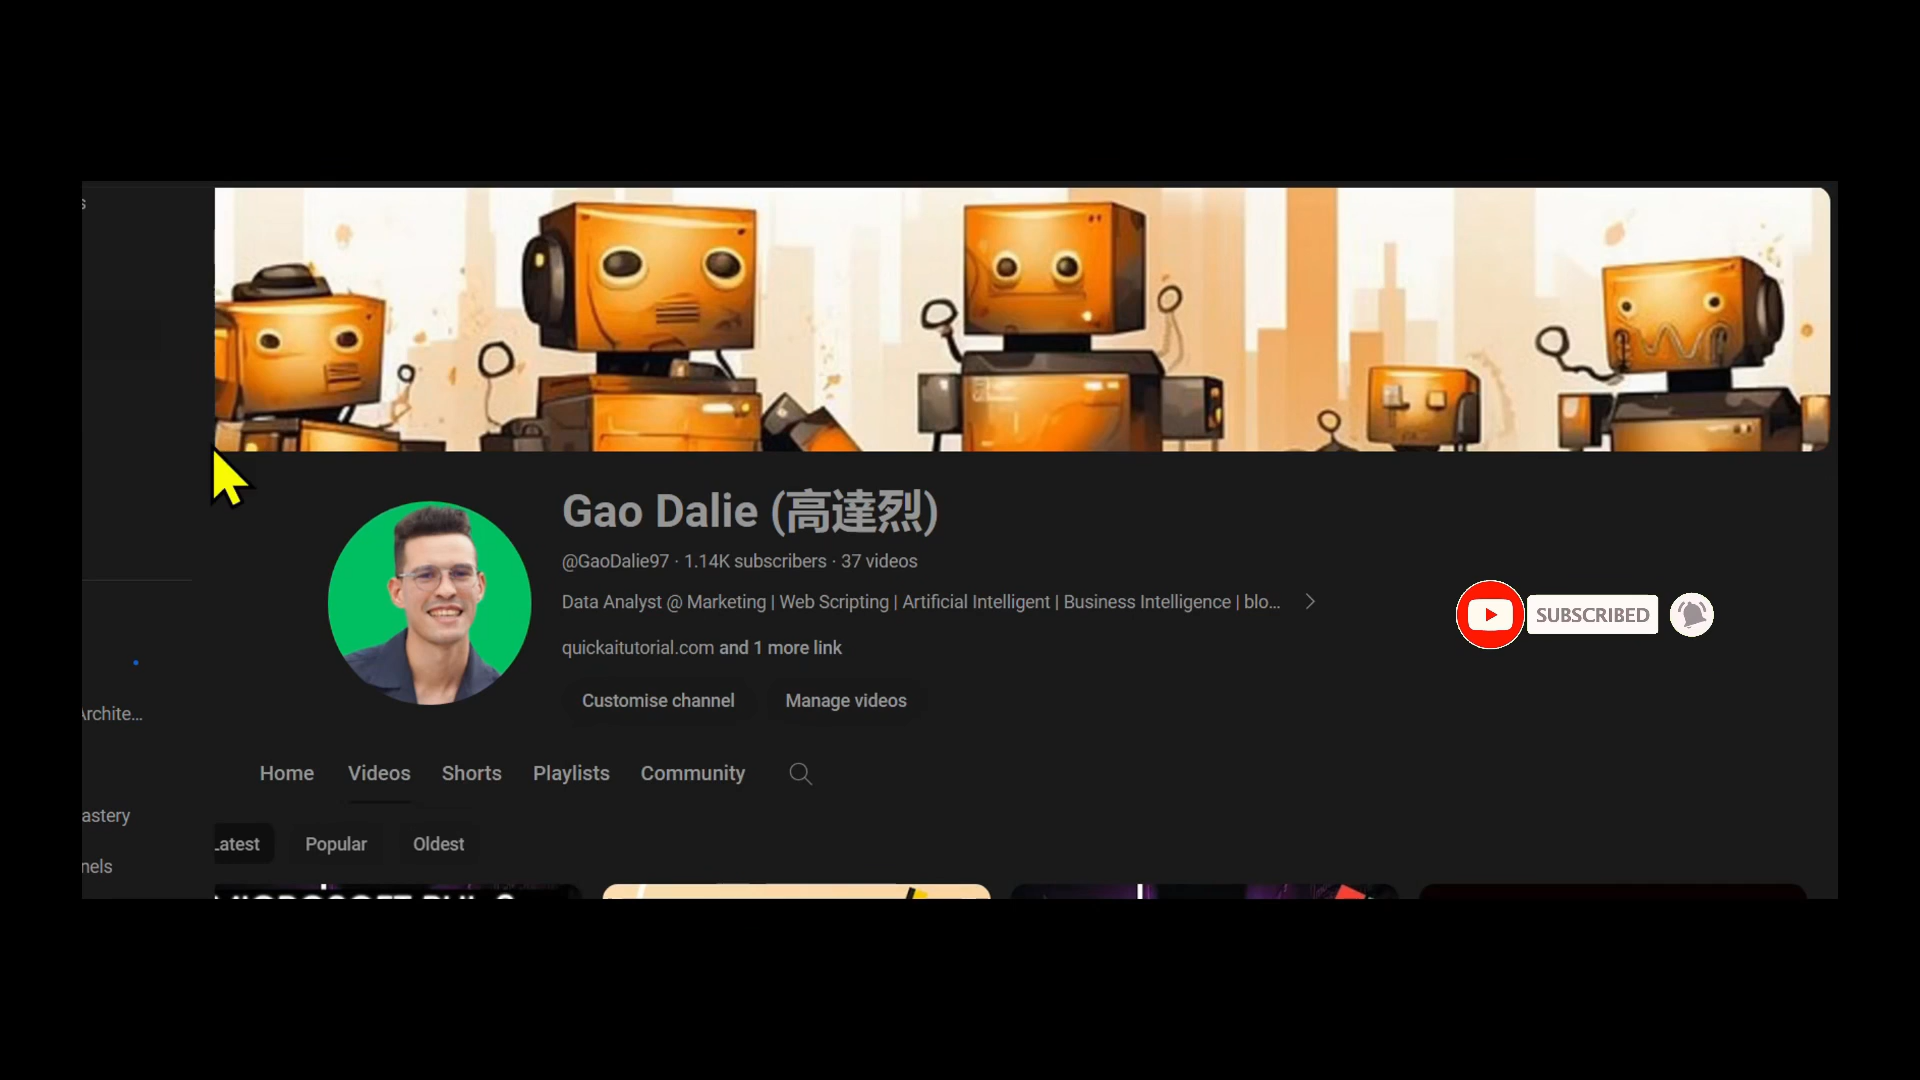 s
Gao Dalie (高達烈)
@GaoDalie97 · 1.14K subscribers · 37 videos
Data Analyst @ Marketing | Web Scripting | Artificial Intelligent | Business Intelligence | blo...
quickaitutorial.com and 1 more link
SUBSCRIBED
Customise channel Manage videos
Archite...
Home Videos Shorts Playlists Community
astery
Latest Popular Oldest
nels